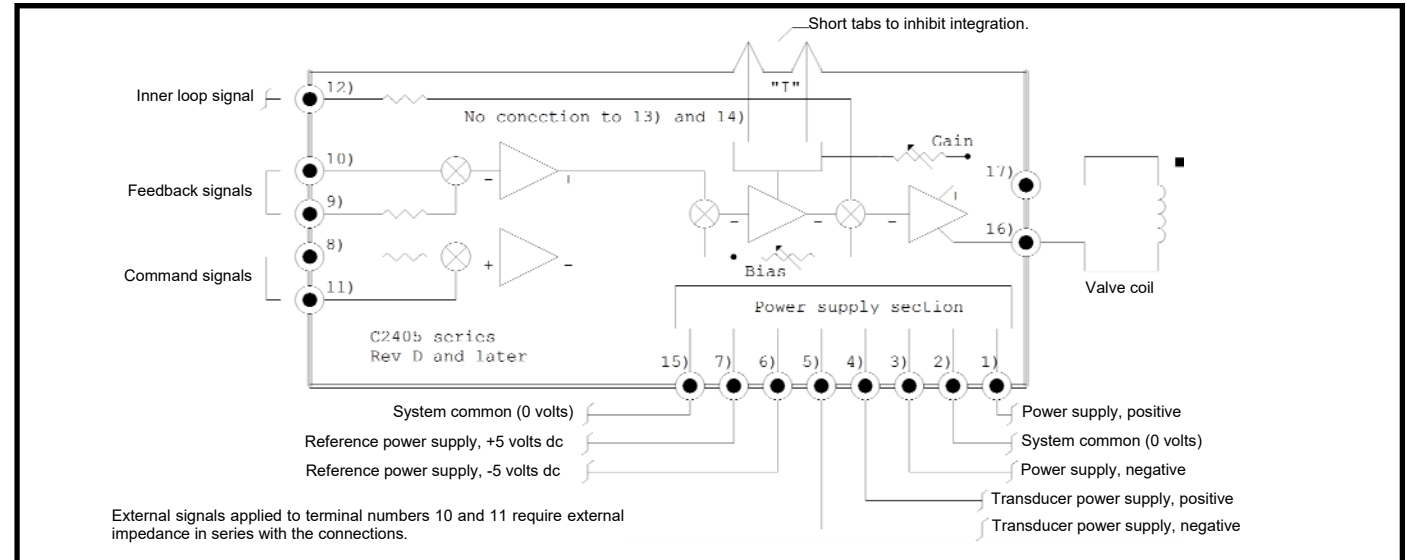 Short tabs to inhibit integration.
Inner loop signal
12)
"T"
No conection to 13) and 14)
10)
Gain
17)
Feedback signals
9)
8)
16)
Command signals
Bias
11)
Valve coil
Power supply section
C2405 series
Rev D and later
15) 7) 6) 5) 4) 3) 2) 1)
System common (0 volts)
Power supply, positive
Reference power supply, +5 volts dc
System common (0 volts)
Reference power supply, -5 volts dc
Power supply, negative
Transducer power supply, positive
Transducer power supply, negative
External signals applied to terminal numbers 10 and 11 require external
impedance in series with the connections.